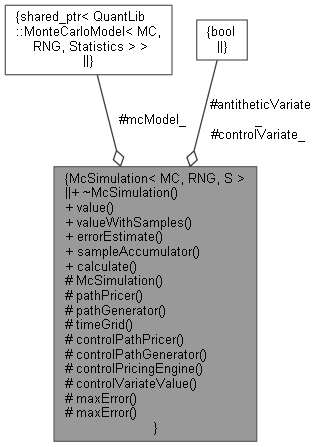 {shared_ptr< QuantLib
::MonteCarloModel< MC,
RNG, Statistics > >
||}
{bool
||}
#mcModel_
#antitheticVariate
_
#controlVariate_
{McSimulation< MC, RNG, S >
||+ ~McSimulation()
+ value()
+ valueWithSamples()
+ errorEstimate()
+ sampleAccumulator()
+ calculate()
# McSimulation()
# pathPricer()
# pathGenerator()
# timeGrid()
# controlPathPricer()
# controlPathGenerator()
# controlPricingEngine()
# controlVariateValue()
# maxError()
# maxError()
}